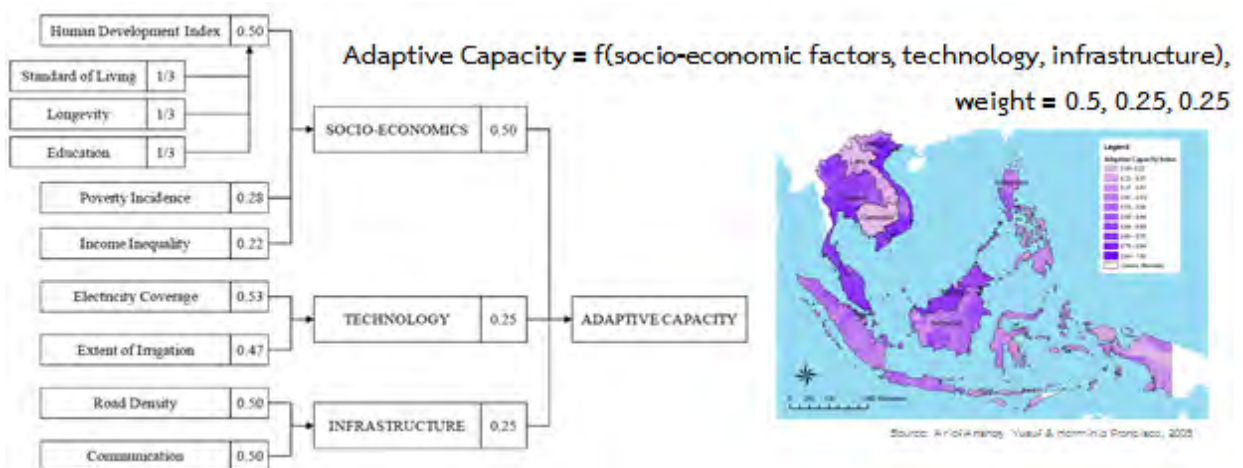 Human Development Index 0.50
Adaptive Capacity = f(socio-economic factors, technology, infrastructure),
weight = 0.5, 0.25, 0.25
Standard of Living 1/3
Longevity 1/3
Education 1/3
SOCIO-ECONOMICS 0.50
Poverty Incidence 0.28
Income Inequality 0.22
Electricity Coverage 0.53
Extent of Irrigation 0.47
TECHNOLOGY 0.25
ADAPTIVE CAPACITY
Road Density 0.50
Communication 0.50
INFRASTRUCTURE 0.25
Legend
Adaptive Capacity Index